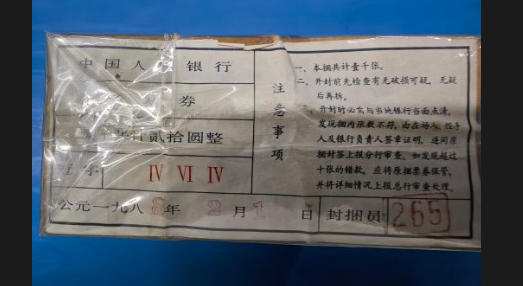 中国人 银行
券
贰拾圆整
字 IV VI IV
公元一九八 年 2月1日 封捆员 265
注意事项
一、本捆共计壹千张。
二、开封前先检查有无破损可疑，无疑
后再拆。
三、开封时必须与当地银行当面点清，
发现捆内张数不符，由在场 经手
人及银行负责人签章证明，连同原
捆封签上报分行审查，如发现超过
十张的错款，应将原捆票券保管，
并将详细情况上报总行审查处理。